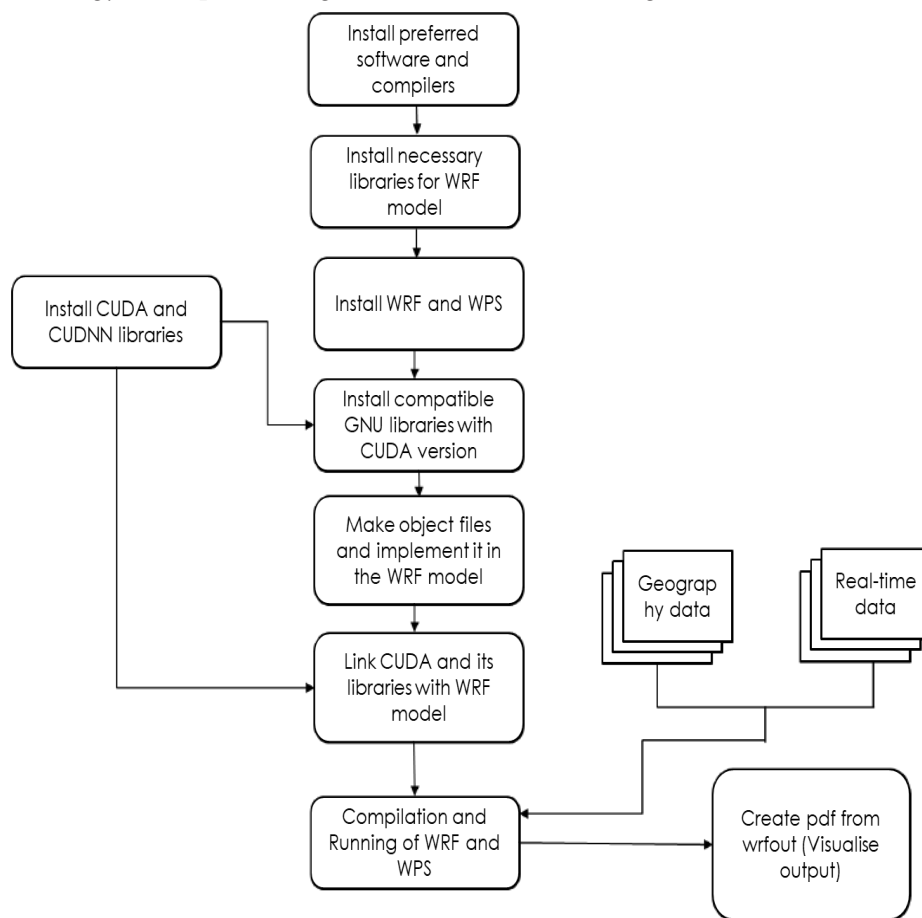 Install preferred
software and
compilers
Install necessary
libraries for WRF
model
Install WRF and WPS
Install CUDA and
CUDNN libraries
Install compatible
GNU libraries with
CUDA version
Make object files
and implement it in
the WRF model
Geograp
hy data
Real-time
data
Link CUDA and its
libraries with WRF
model
Compilation and
Running of WRF and
WPS
Create pdf from
wrfout (Visualise
output)